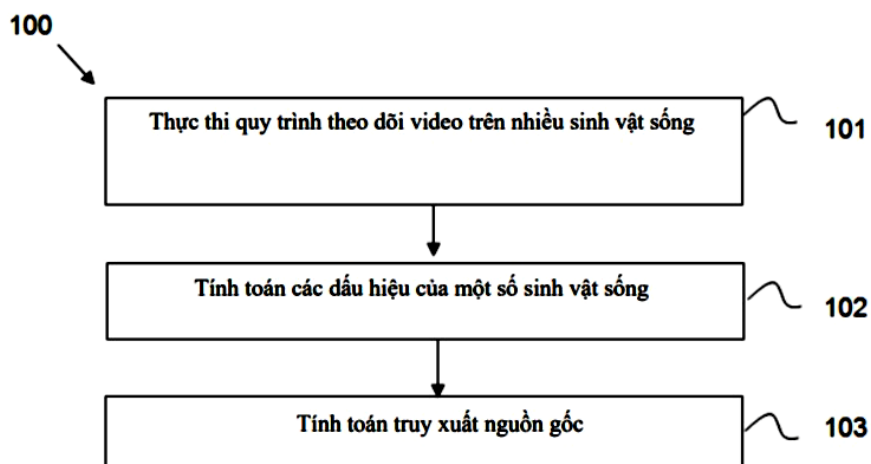 100
Thực thi quy trình theo dõi video trên nhiều sinh vật sống
101
Tính toán các dấu hiệu của một số sinh vật sống
102
Tính toán truy xuất nguồn gốc
103